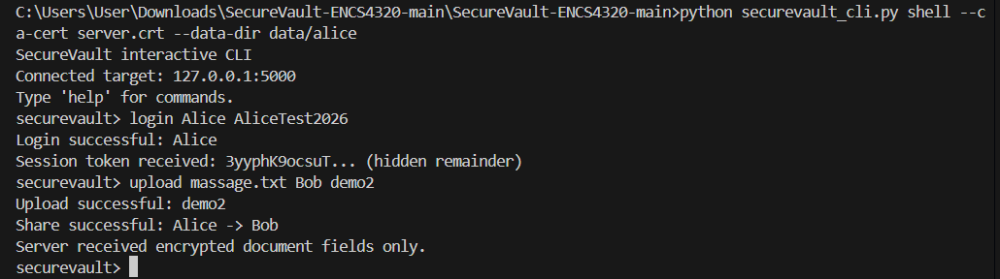 C:\Users\User\Downloads\SecureVault-ENCS4320-main\SecureVault-ENCS4320-main>python securevault_cli.py shell --c
a-cert server.crt --data-dir data/alice
SecureVault interactive CLI
Connected target: 127.0.0.1:5000
Type 'help' for commands.
securevault> login Alice AliceTest2026
Login successful: Alice
Session token received: 3yyphK9ocsuT... (hidden remainder)
securevault> upload massage.txt Bob demo2
Upload successful: demo2
Share successful: Alice -> Bob
Server received encrypted document fields only.
securevault>